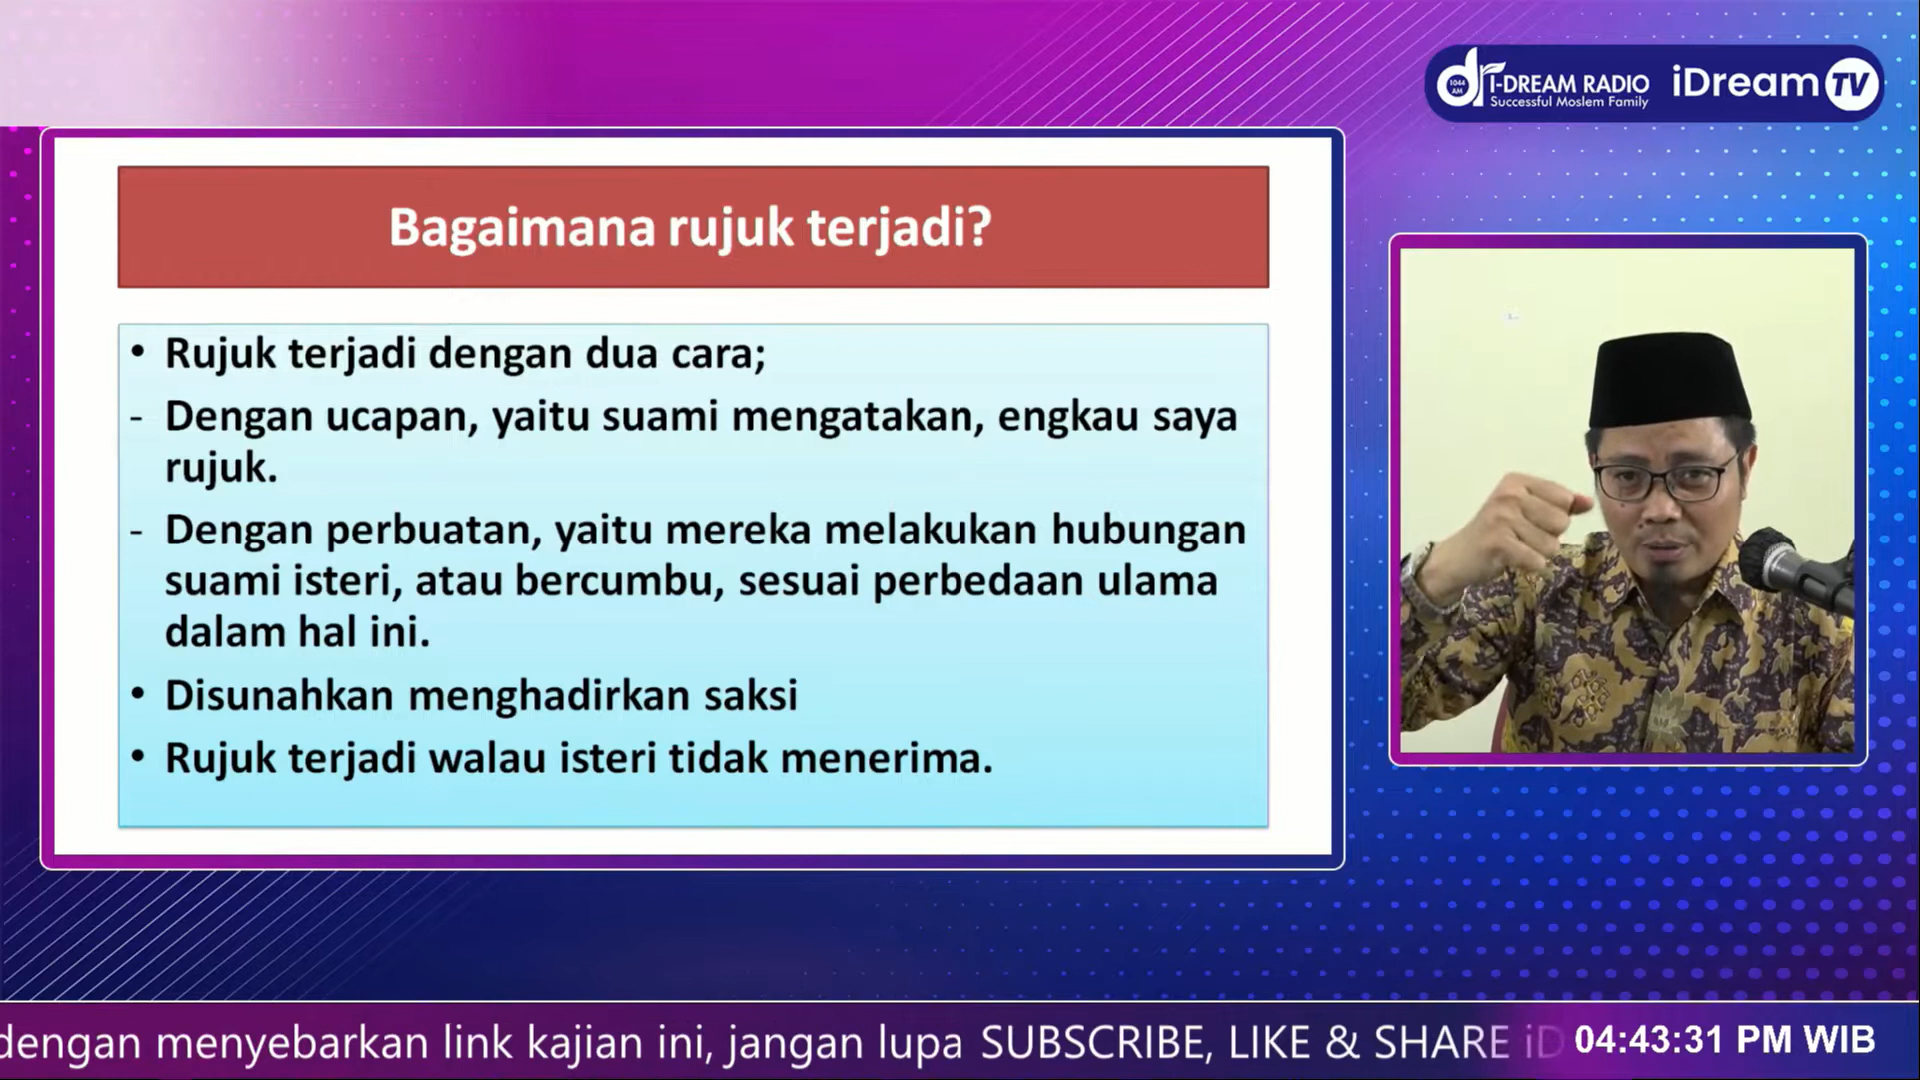 1044
AM
I-DREAM RADIO
Successful Moslem Family
iDream TV
Bagaimana rujuk terjadi?
• Rujuk terjadi dengan dua cara;
- Dengan ucapan, yaitu suami mengatakan, engkau saya
rujuk.
- Dengan perbuatan, yaitu mereka melakukan hubungan
suami isteri, atau bercumbu, sesuai perbedaan ulama
dalam hal ini.
• Disunahkan menghadirkan saksi
• Rujuk terjadi walau isteri tidak menerima.
dengan menyebarkan link kajian ini, jangan lupa SUBSCRIBE, LIKE & SHARE iD
04:43:31 PM WIB